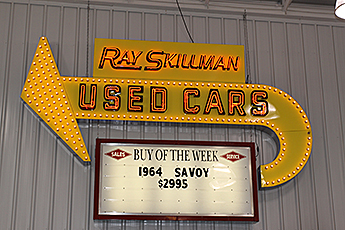 RAY SKILLMAN
USED CARS
SALES BUY OF THE WEEK SERVICE
1964 SAVOY
$2995